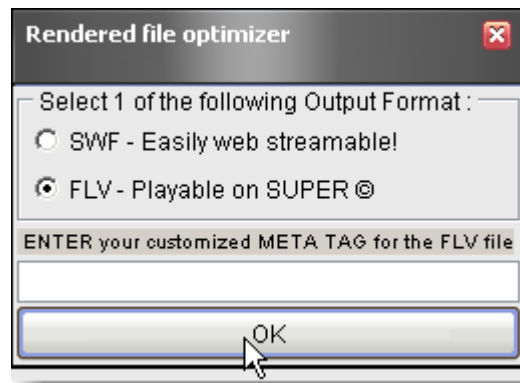 Rendered file optimizer
Select 1 of the following Output Format :
SWF - Easily web streamable!
FLV - Playable on SUPER ©
ENTER your customized META TAG for the FLV file
OK